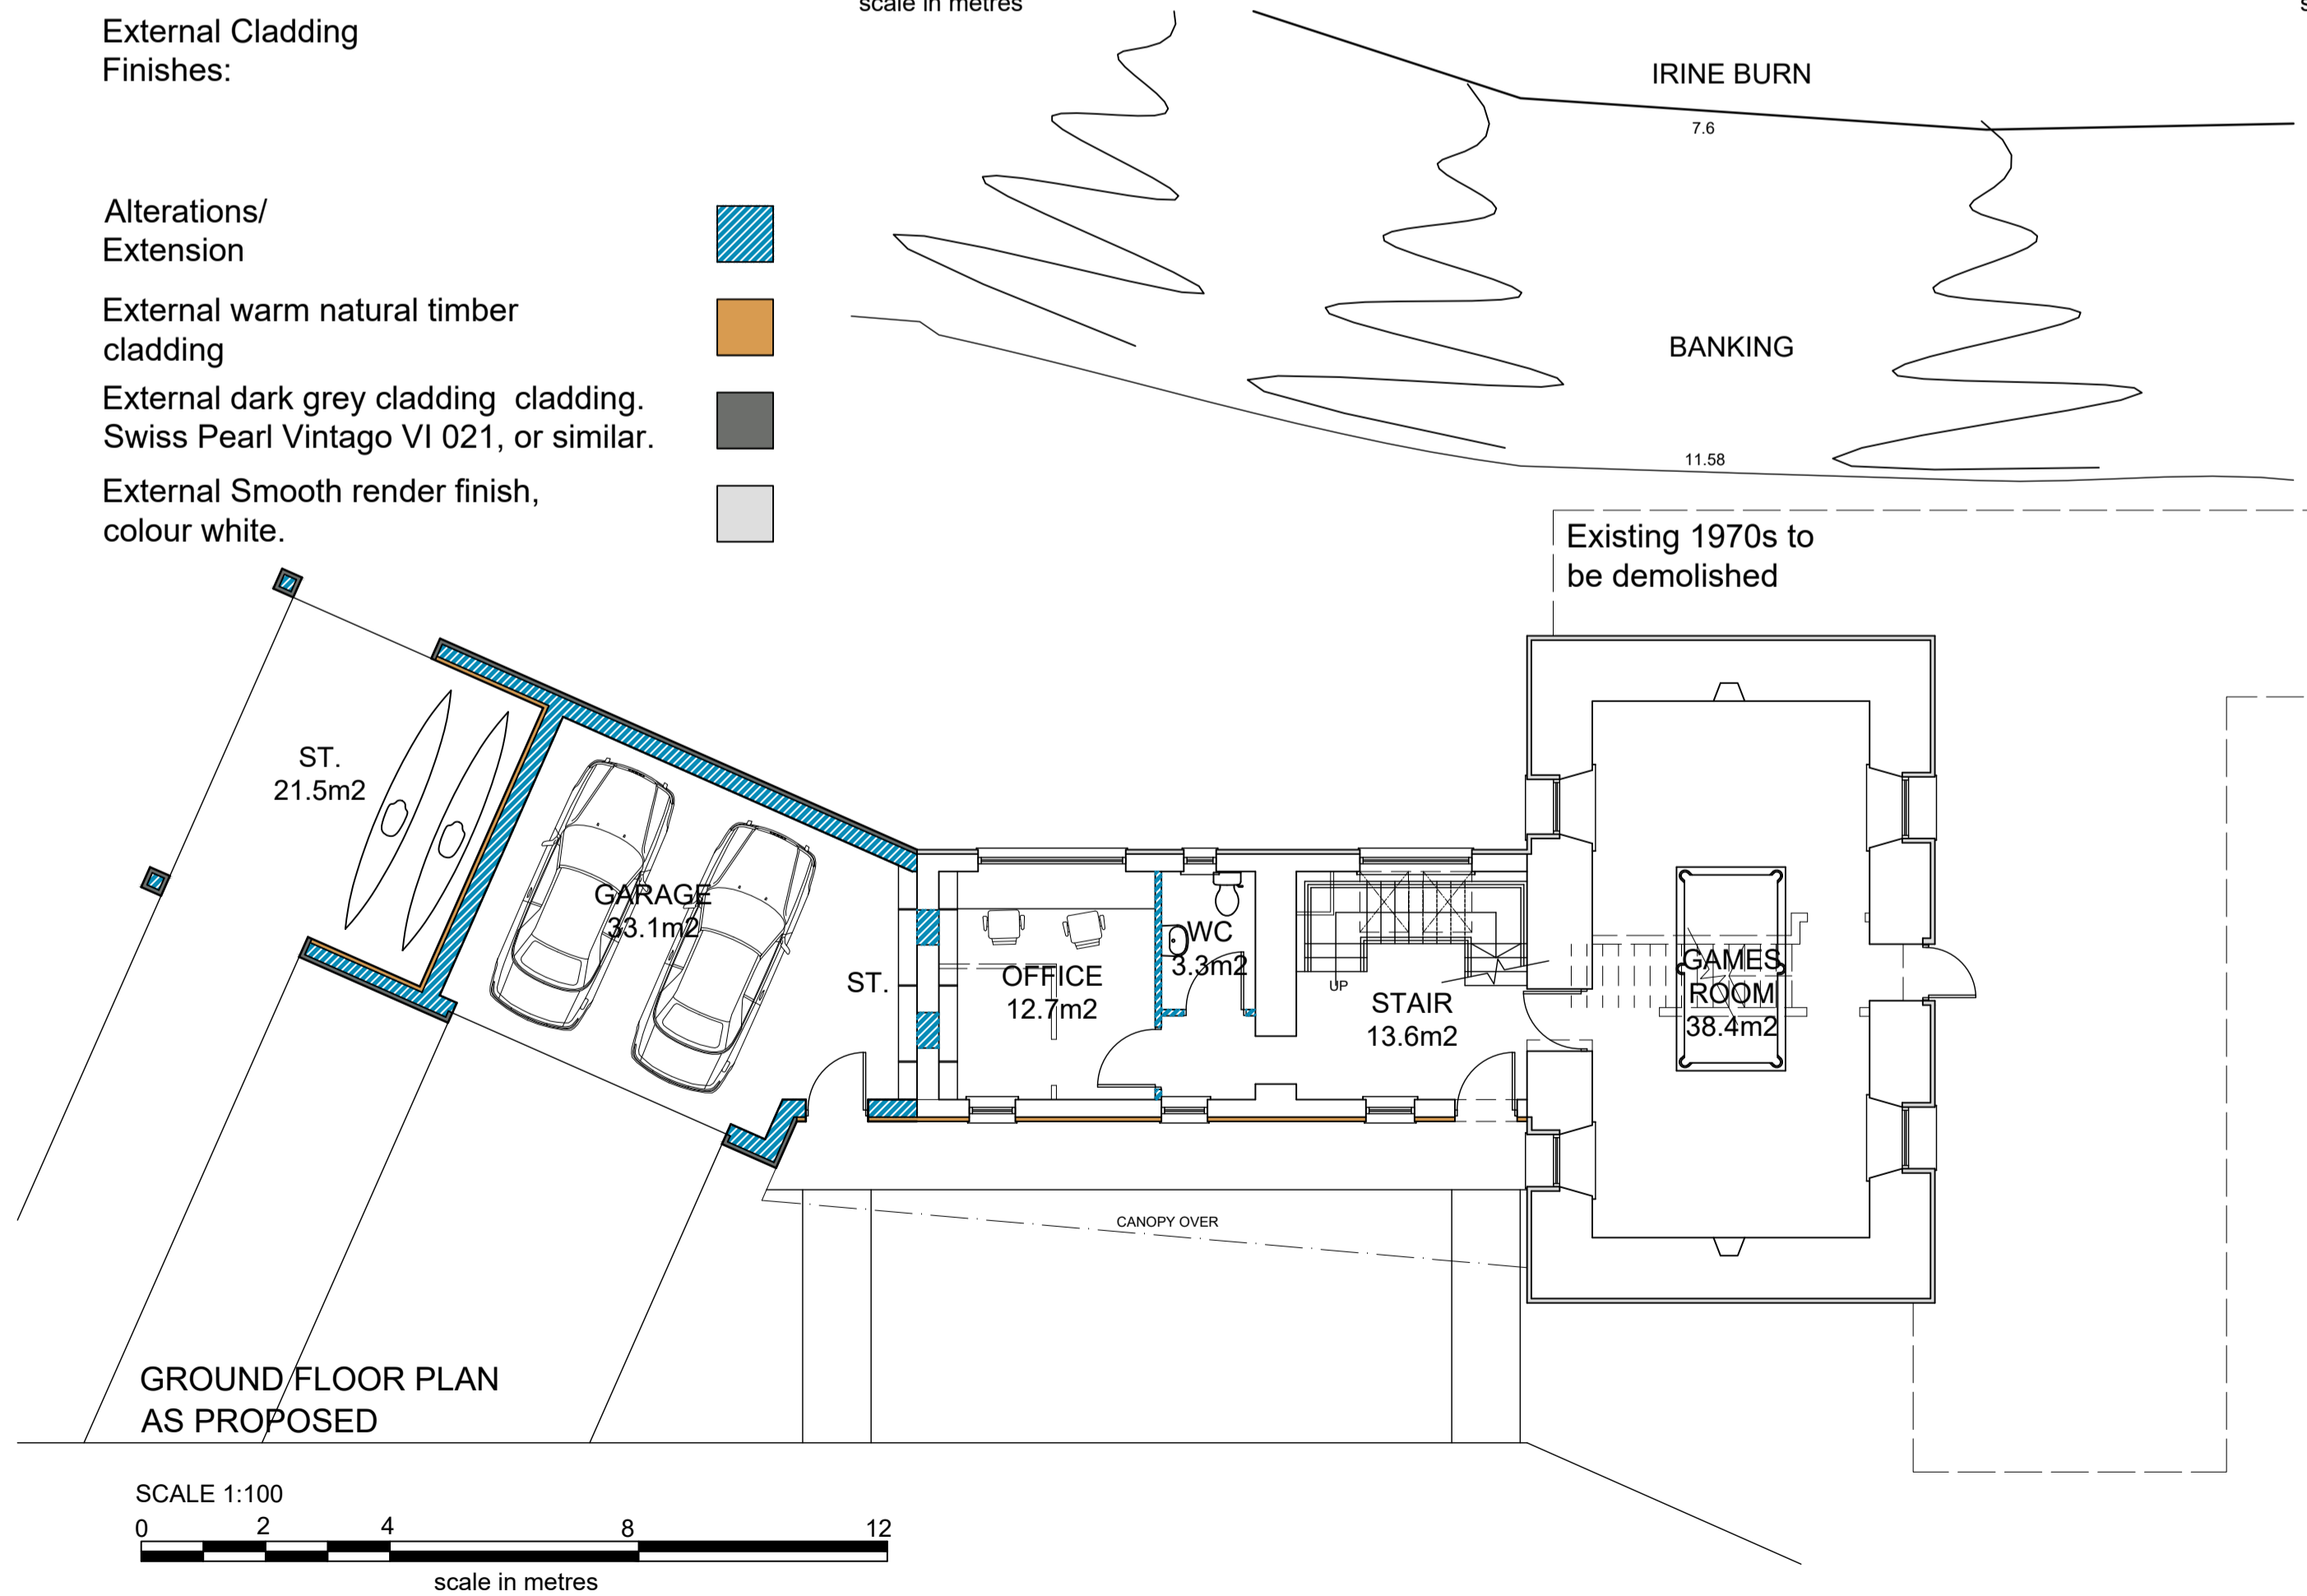 scale in metres
External Cladding
Finishes:
Alterations/
Extension
External warm natural timber
cladding
External dark grey cladding  cladding.
Swiss Pearl Vintago VI 021, or similar.
External Smooth render finish,
colour white.
IRINE BURN
7.6
BANKING
11.58
Existing 1970s to
be demolished
ST.
21.5m2
GARAGE
33.1m2
ST.
OFFICE
12.7m2
WC
3.3m2
UP
STAIR
13.6m2
GAMES
ROOM
38.4m2
CANOPY OVER
GROUND FLOOR PLAN
AS PROPOSED
SCALE 1:100
0 2 4 8 12
scale in metres